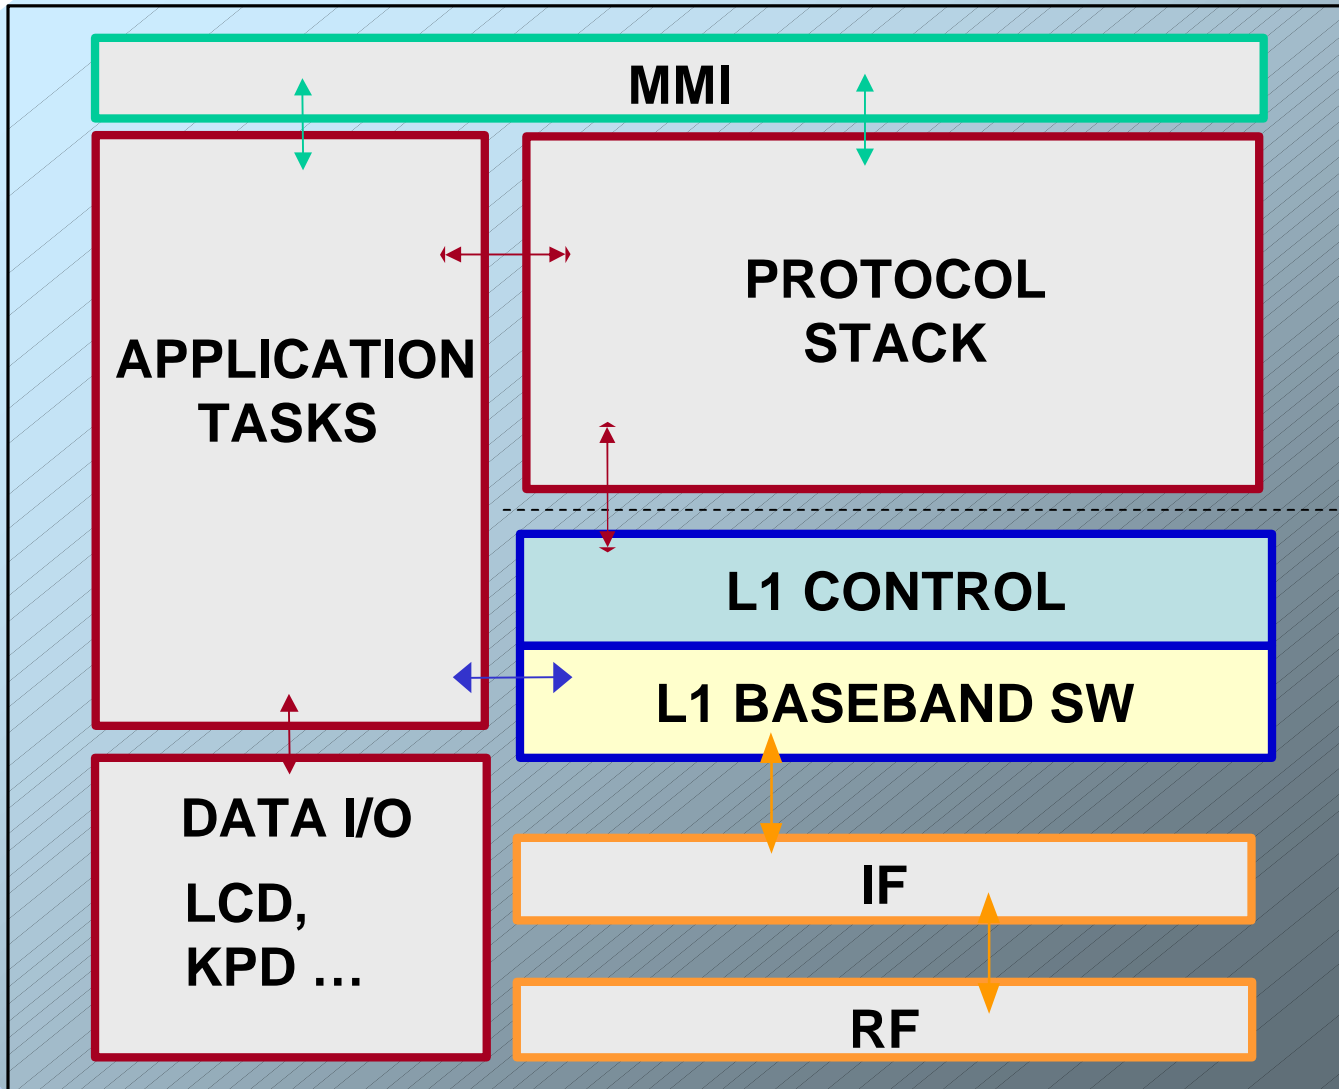 MMI
APPLICATION
TASKS
PROTOCOL
STACK
L1 CONTROL
L1 BASEBAND SW
DATA I/O
LCD,
KPD …
IF
RF